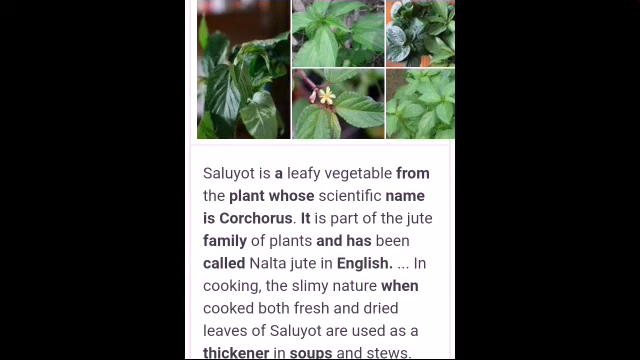 Saluyot is a leafy vegetable from
the plant whose scientific name
is Corchorus. It is part of the jute
family of plants and has been
called Nalta jute in English. ... In
cooking, the slimy nature when
cooked both fresh and dried
leaves of Saluyot are used as a
thickener in soups and stews.